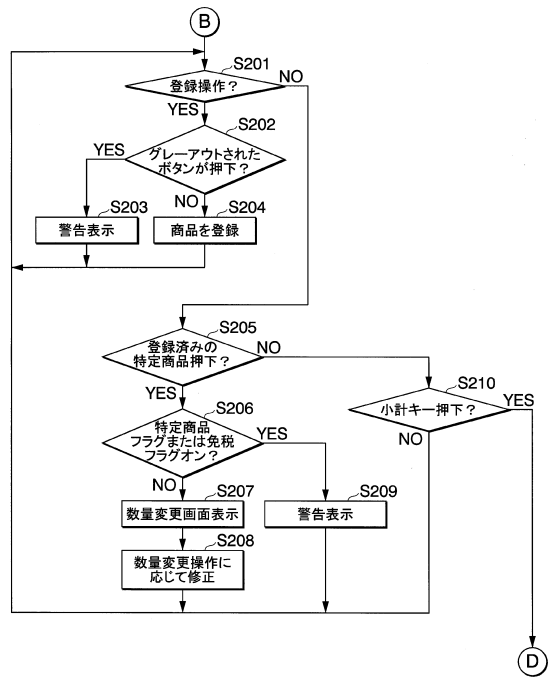 B
S201
登録操作?
NO
YES
S202
グレーアウトされた
ボタンが押下?
YES
NO
S203
警告表示
S204
商品を登録
S205
登録済みの
特定商品押下?
NO
YES
S206
特定商品
フラグまたは免税
フラグオン?
YES
NO
S207
数量変更画面表示
S208
数量変更操作に
応じて修正
S209
警告表示
S210
小計キー押下?
YES
NO
D